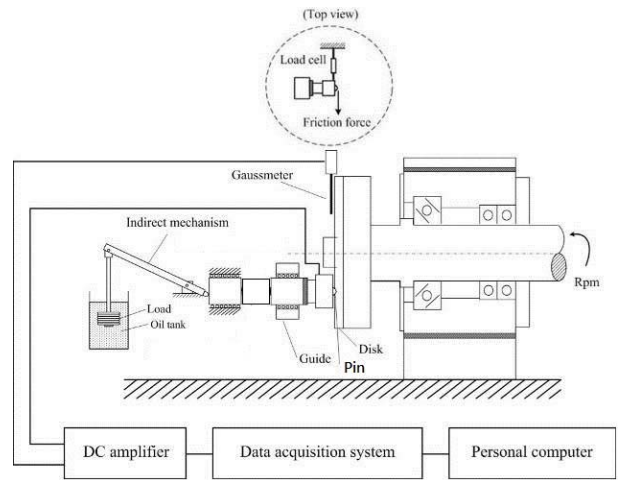 (Top view)
Load cell
Friction force
Gaussmeter
Indirect mechanism
Rpm
Load
Oil tank
Disk
Guide
Pin
DC amplifier
Data acquisition system
Personal computer